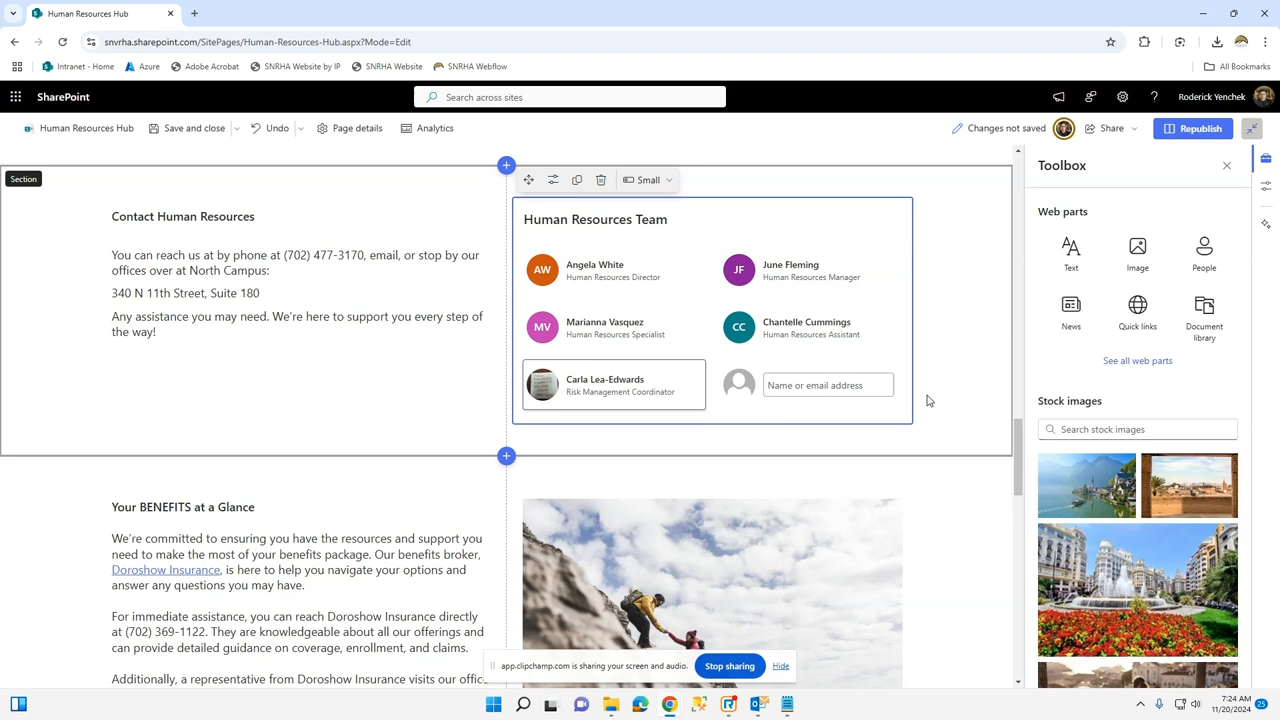 Human Resources Hub
snvrha.sharepoint.com/SitePages/Human-Resources-Hub.aspx?Mode=Edit
Intranet - Home
Azure
Adobe Acrobat
SNRHA Website by IP
SNRHA Website
SNRHA Webflow
All Bookmarks
SharePoint
Search across sites
Roderick Yenchek
Human Resources Hub
Save and close
Undo
Page details
Analytics
Changes not saved
Share
Republish
Section
Small
Toolbox
Contact Human Resources
You can reach us at by phone at (702) 477-3170, email, or stop by our
offices over at North Campus:
340 N 11th Street, Suite 180
Any assistance you may need. We're here to support you every step of
the way!
Human Resources Team
AW
Angela White
Human Resources Director
JF
June Fleming
Human Resources Manager
MV
Marianna Vasquez
Human Resources Specialist
CC
Chantelle Cummings
Human Resources Assistant
Carla Lea-Edwards
Risk Management Coordinator
Name or email address
Web parts
Text
Image
People
News
Quick links
Document
library
See all web parts
Stock images
Search stock images
Your BENEFITS at a Glance
We're committed to ensuring you have the resources and support you
need to make the most of your benefits package. Our benefits broker,
Doroshow Insurance, is here to help you navigate your options and
answer any questions you may have.
For immediate assistance, you can reach Doroshow Insurance directly
at (702) 369-1122. They are knowledgeable about all our offerings and
can provide detailed guidance on coverage, enrollment, and claims.
Additionally, a representative from Doroshow Insurance visits our offic
app.clipchamp.com is sharing your screen and audio.
Stop sharing
Hide
7:24 AM
11/20/2024
25